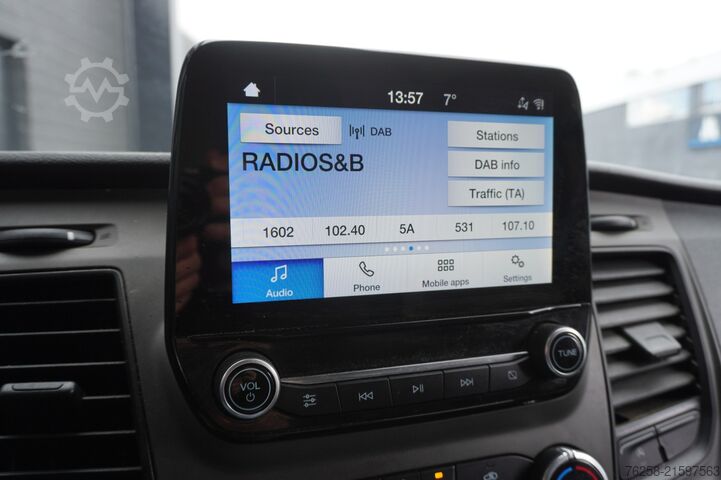 13:57 7°
Sources DAB Stations
RADIOS&B DAB info
Traffic (TA)
1602 102.40 5A 531 107.10
Audio Phone Mobile apps Settings
VOL TUNE
76258-21597563